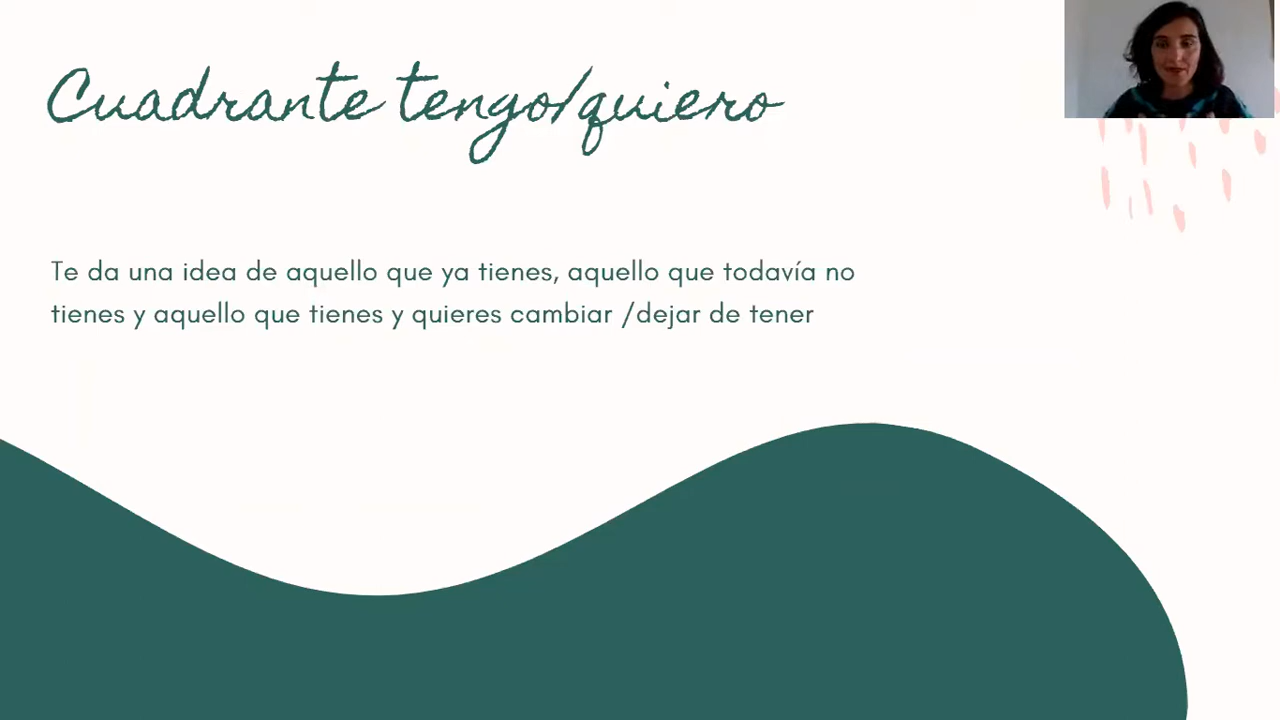 Cuadrante tengo/quiero
Te da una idea de aquello que ya tienes, aquello que todavía no
tienes y aquello que tienes y quieres cambiar /dejar de tener